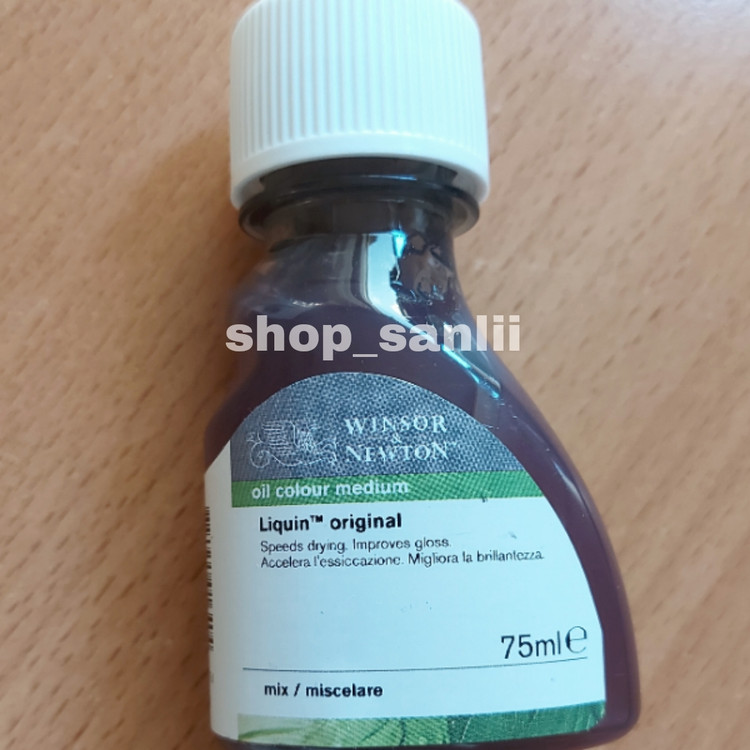 shop_sanlii
WINSOR
&
NEWTON™
oil colour medium
Liquin™ original
Speeds drying. Improves gloss.
Accelera l'essiccazione. Migliora la brillantezza.
75ml℮
mix / miscelare